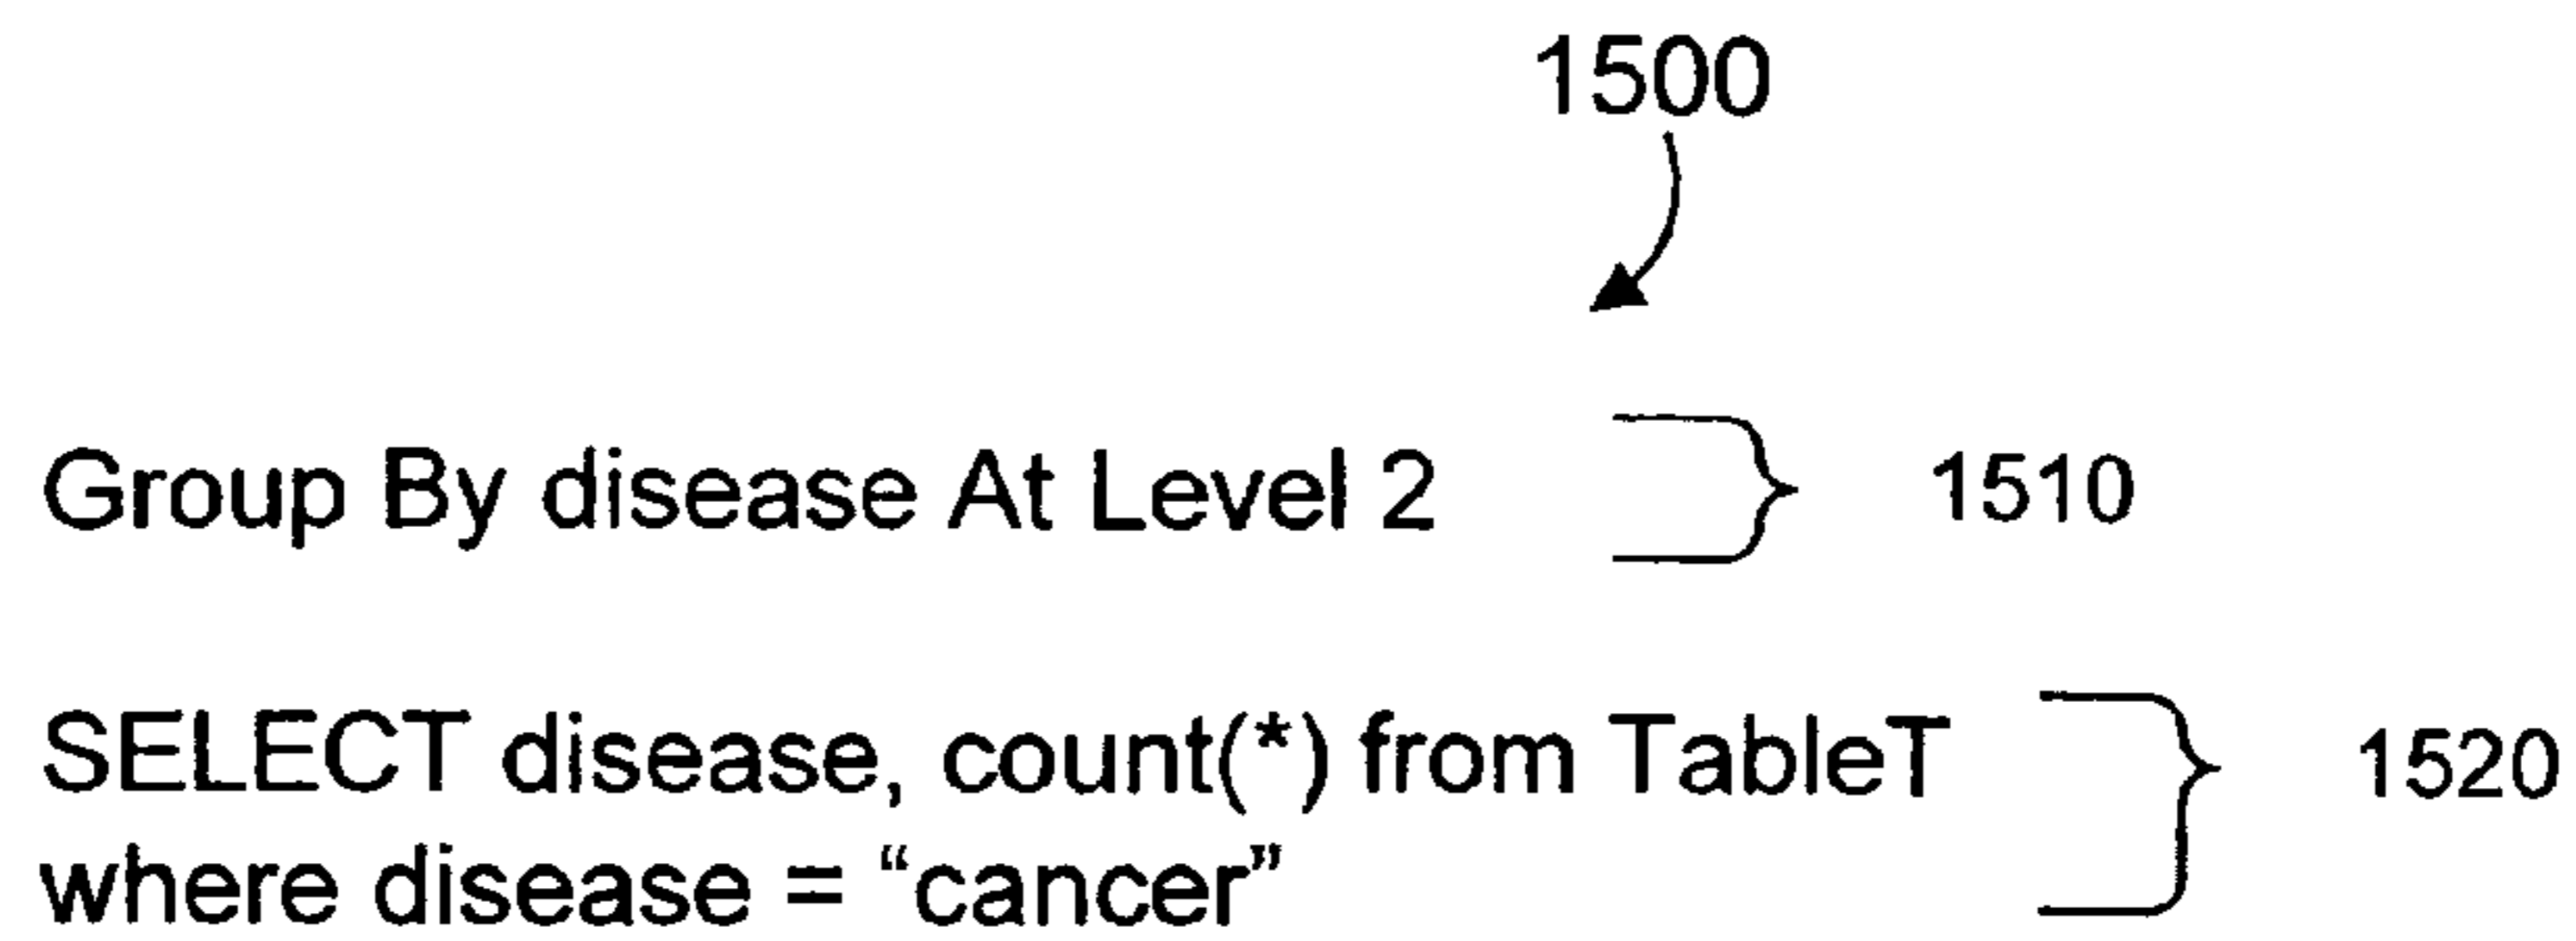 1500
Group By disease At Level 2 1510
SELECT disease, count(*) from TableT 1520
where disease = “cancer”